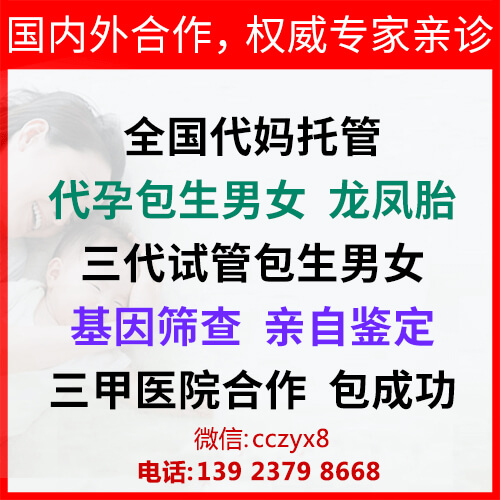 国内外合作，权威专家亲诊
全国代妈托管
代孕包生男女 龙凤胎
三代试管包生男女
基因筛查 亲自鉴定
三甲医院合作 包成功
微信:cczyx8
电话:139 2379 8668